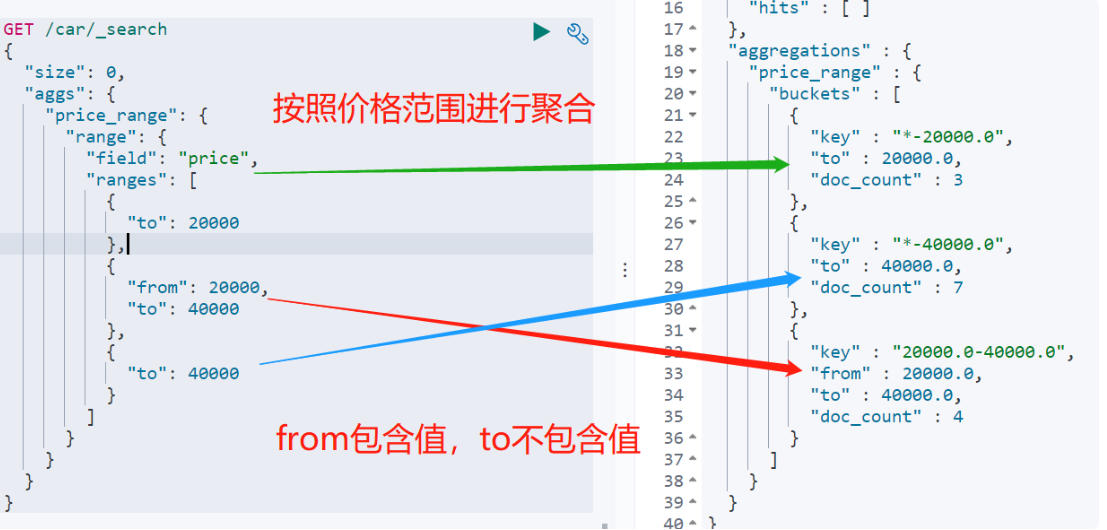 GET /car/_search
{
"size": 0,
"aggs": {
"price_range": {
"range": {
"field": "price",
"ranges": [
{
"to": 20000
},
{
"from": 20000,
"to": 40000
},
{
"to": 40000
}
]
}
}
}
}
按照价格范围进行聚合
from包含值，to不包含值
16 "hits" : [ ]
17 },
18 "aggregations" : {
19 "price_range" : {
20 "buckets" : [
21 {
22 "key" : "*-20000.0",
23 "to" : 20000.0,
24 "doc_count" : 3
25 },
26 {
27 "key" : "*-40000.0",
28 "to" : 40000.0,
29 "doc_count" : 7
30 },
31 {
32 "key" : "20000.0-40000.0",
33 "from" : 20000.0,
34 "to" : 40000.0,
35 "doc_count" : 4
36 }
37 ]
38 }
39 }
40 }